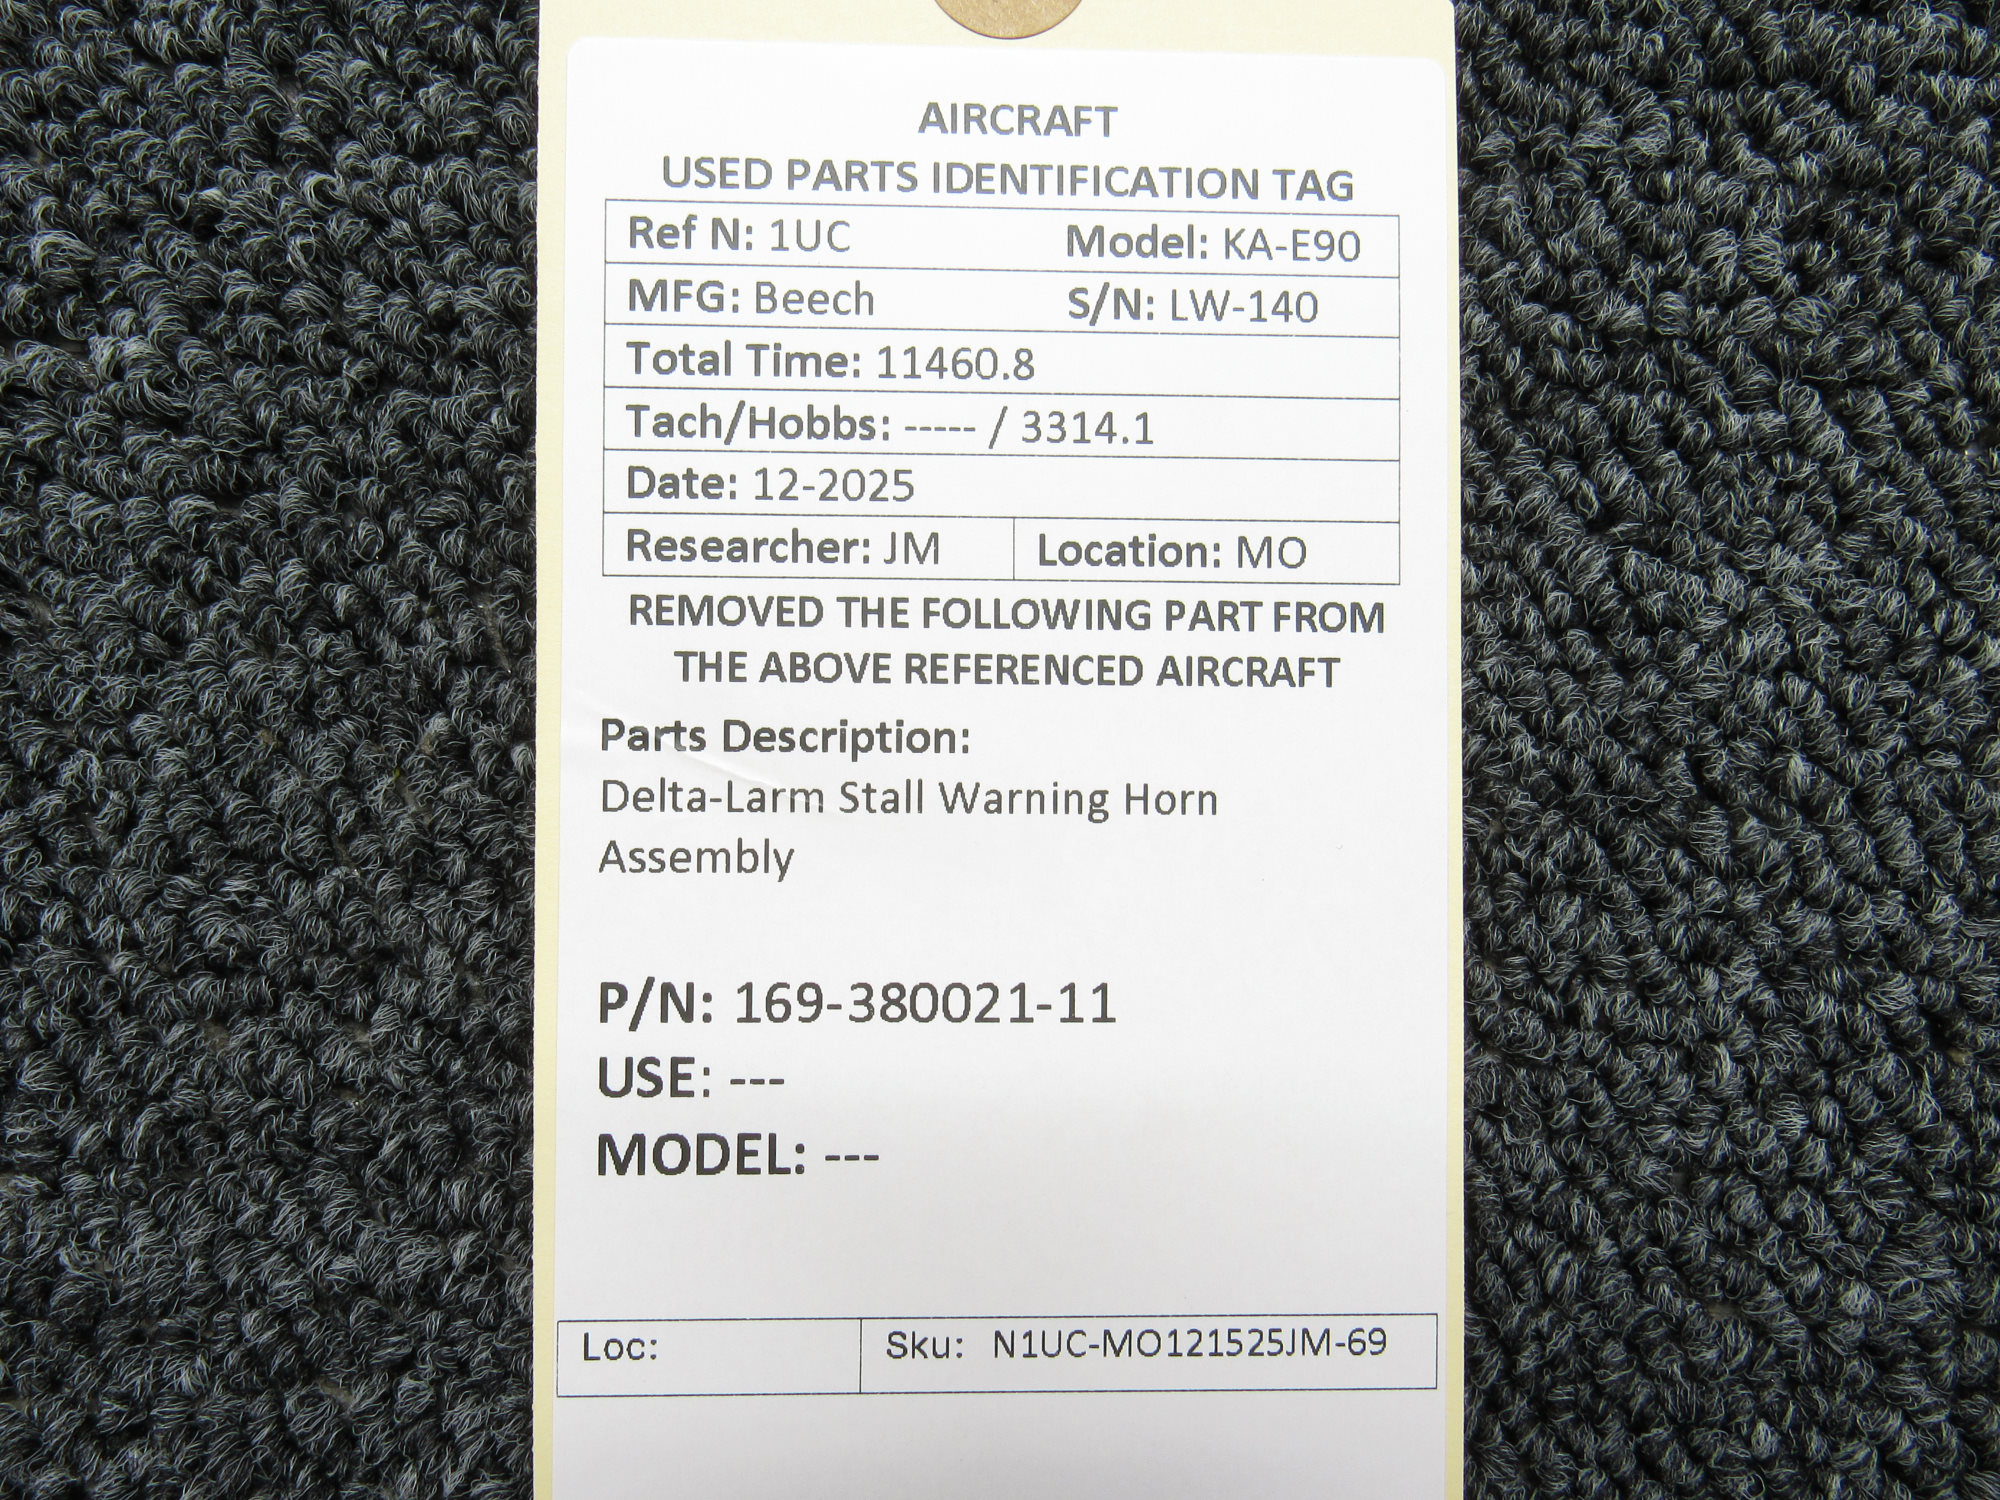 AIRCRAFT
USED PARTS IDENTIFICATION TAG
Ref N: 1UC Model: KA-E90
MFG: Beech S/N: LW-140
Total Time: 11460.8
Tach/Hobbs: ----- / 3314.1
Date: 12-2025
Researcher: JM Location: MO
REMOVED THE FOLLOWING PART FROM
THE ABOVE REFERENCED AIRCRAFT
Parts Description:
Delta-Larm Stall Warning Horn
Assembly
P/N: 169-380021-11
USE: ---
MODEL: ---
Loc: Sku: N1UC-MO121525JM-69